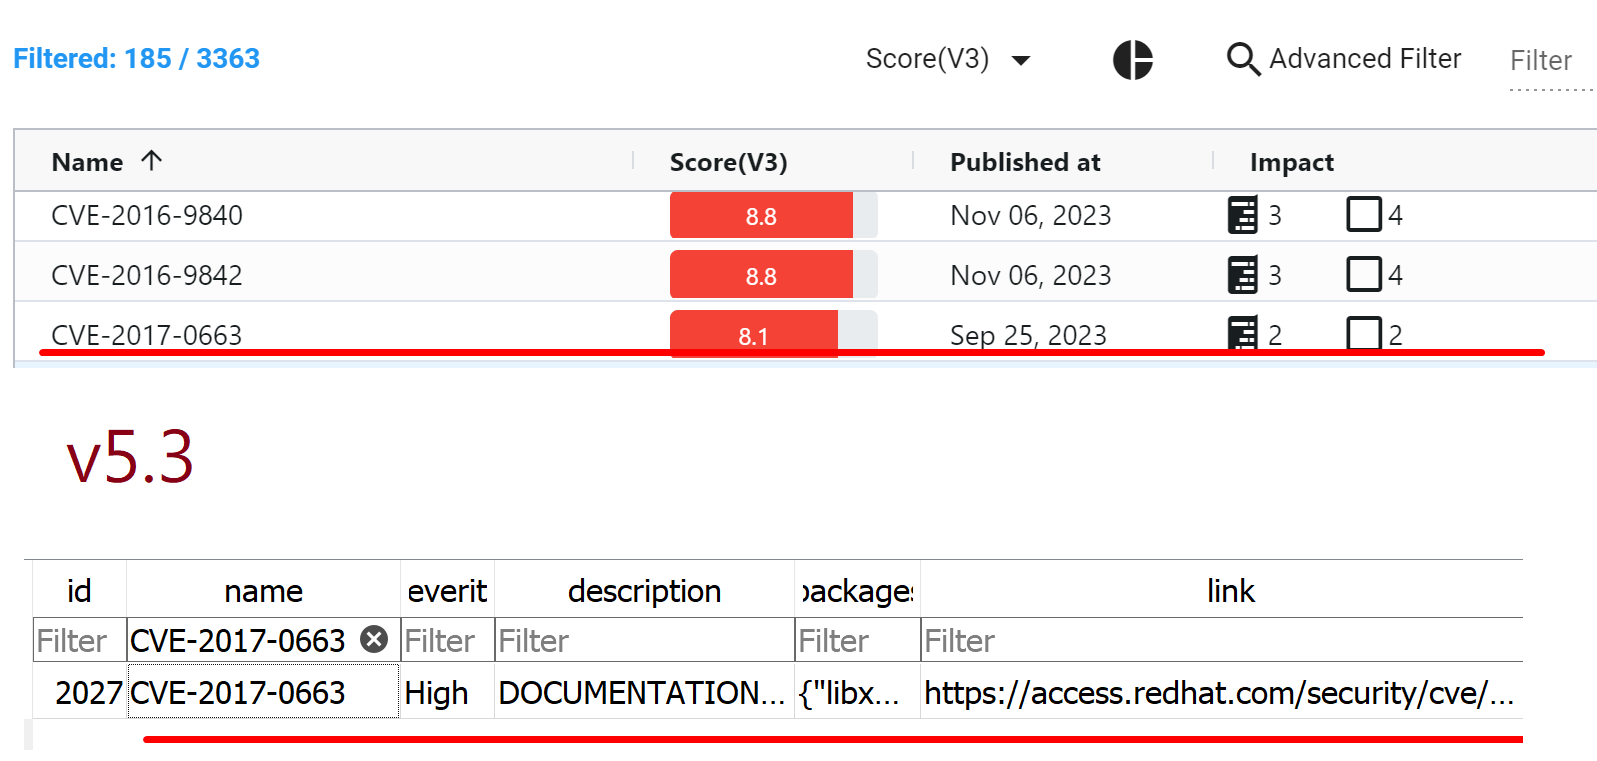 Filtered: 185 / 3363 Score(V3) Advanced Filter Filter
Name Score(V3) Published at Impact
CVE-2016-9840 8.8 Nov 06, 2023 3 4
CVE-2016-9842 8.8 Nov 06, 2023 3 4
CVE-2017-0663 8.1 Sep 25, 2023 2 2
v5.3
id name everit description packages link
Filter CVE-2017-0663 Filter Filter Filter Filter
2027 CVE-2017-0663 High DOCUMENTATION... {"libx... https://access.redhat.com/security/cve/...